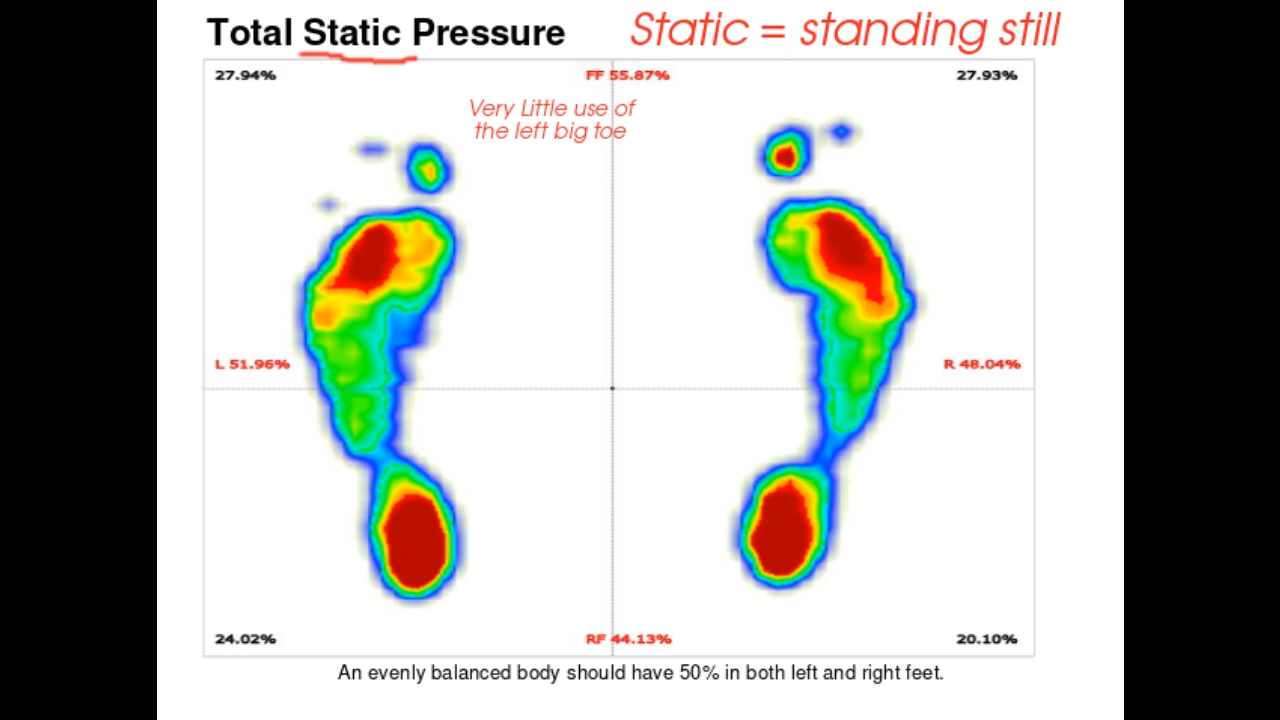 Total Static Pressure
Static = standing still
27.94%
FF 55.87%
27.93%
Very Little use of
the left big toe
L 51.96%
R 48.04%
24.02%
RF 44.13%
20.10%
An evenly balanced body should have 50% in both left and right feet.